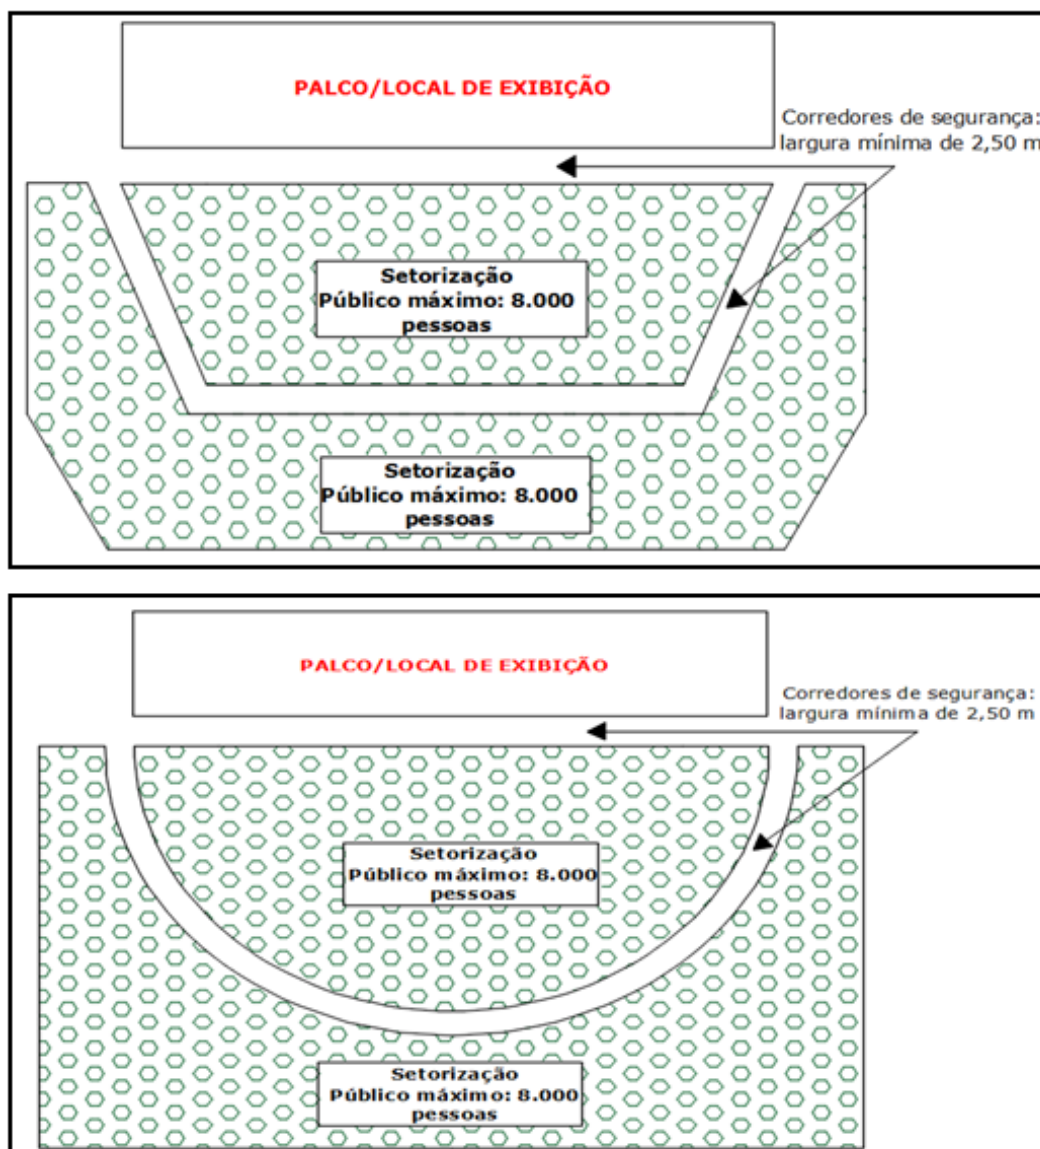 PALCO/LOCAL DE EXIBIÇÃO
Corredores de segurança:
largura mínima de 2,50 m
Setorização
Público máximo: 8.000
pessoas
Setorização
Público máximo: 8.000
pessoas
PALCO/LOCAL DE EXIBIÇÃO
Corredores de segurança:
largura mínima de 2,50 m
Setorização
Público máximo: 8.000
pessoas
Setorização
Público máximo: 8.000
pessoas